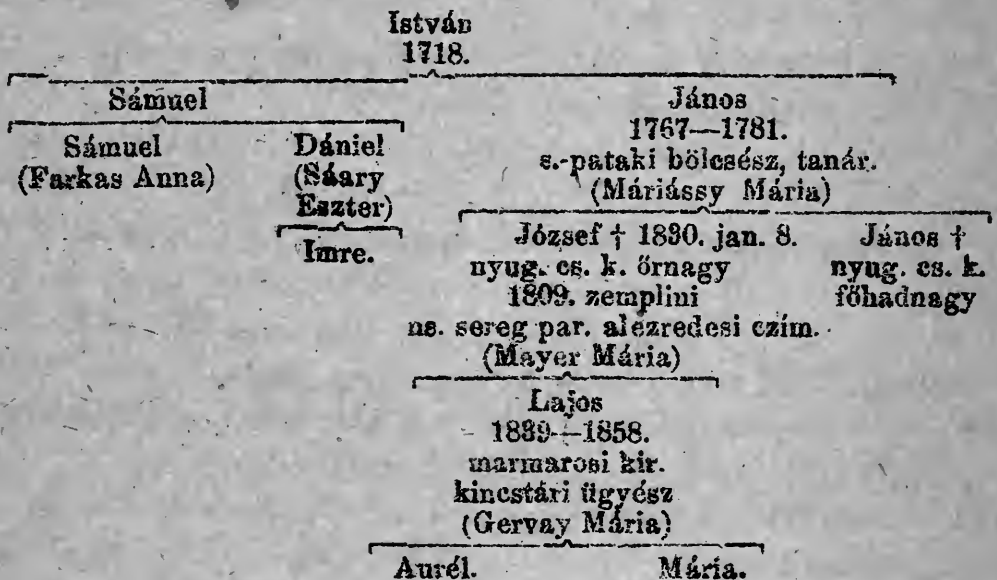 István
1718.
Sámuel
János
1767—1781.
s.-pataki bölcsész, tanár.
(Máriássy Mária)
Sámuel
(Farkas Anna)
Dániel
(Sáary
Eszter)
Imre.
József † 1830. jan. 8.
nyug. cs. k. őrnagy
1809. zemplini
ns. sereg par. alezredesi czím.
(Mayer Mária)
János †
nyug. cs. k.
főhadnagy
Lajos
1839—1858.
marmarosi kir.
kincstári ügyész
(Gervay Mária)
Aurél.
Mária.